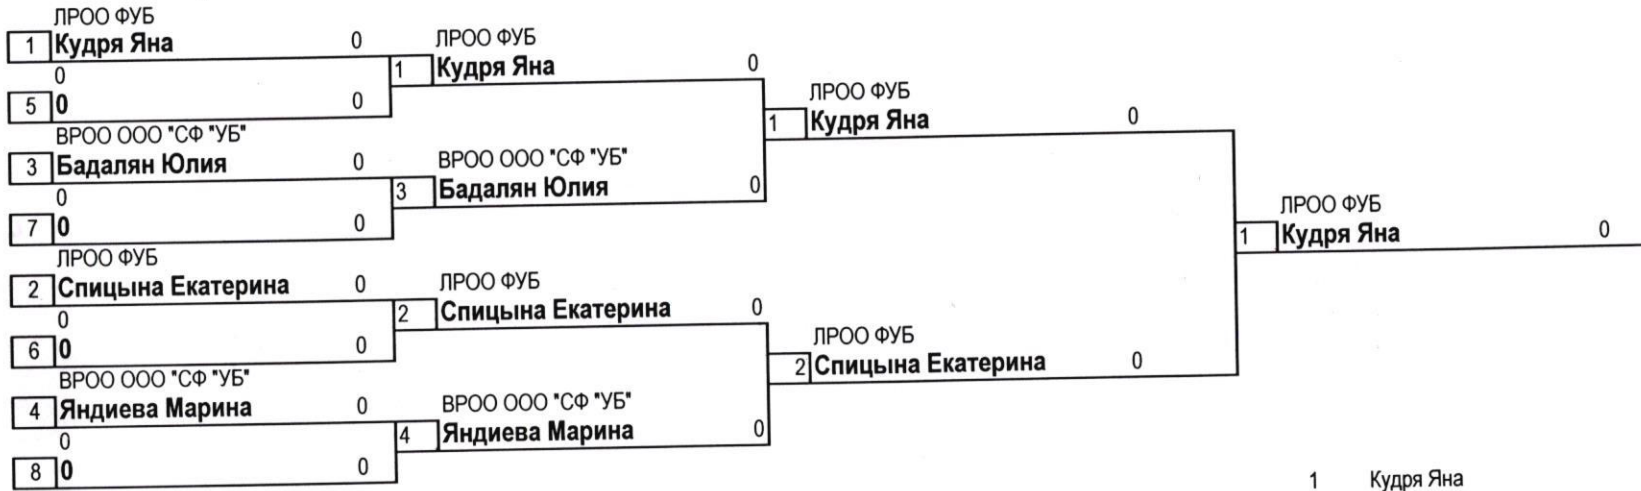 ЛРОО ФУБ
1 Кудря Яна 0
0
5 0 0
ВРОО ООО "СФ "УБ"
3 Бадалян Юлия 0
0
7 0 0
ЛРОО ФУБ
2 Спицына Екатерина 0
0
6 0 0
ВРОО ООО "СФ "УБ"
4 Яндиева Марина 0
0
8 0 0
ЛРОО ФУБ
1 Кудря Яна 0
ВРОО ООО "СФ "УБ"
3 Бадалян Юлия 0
ЛРОО ФУБ
2 Спицына Екатерина 0
ВРОО ООО "СФ "УБ"
4 Яндиева Марина 0
ЛРОО ФУБ
1 Кудря Яна 0
ЛРОО ФУБ
2 Спицына Екатерина 0
ЛРОО ФУБ
1 Кудря Яна 0
1 Кудря Яна